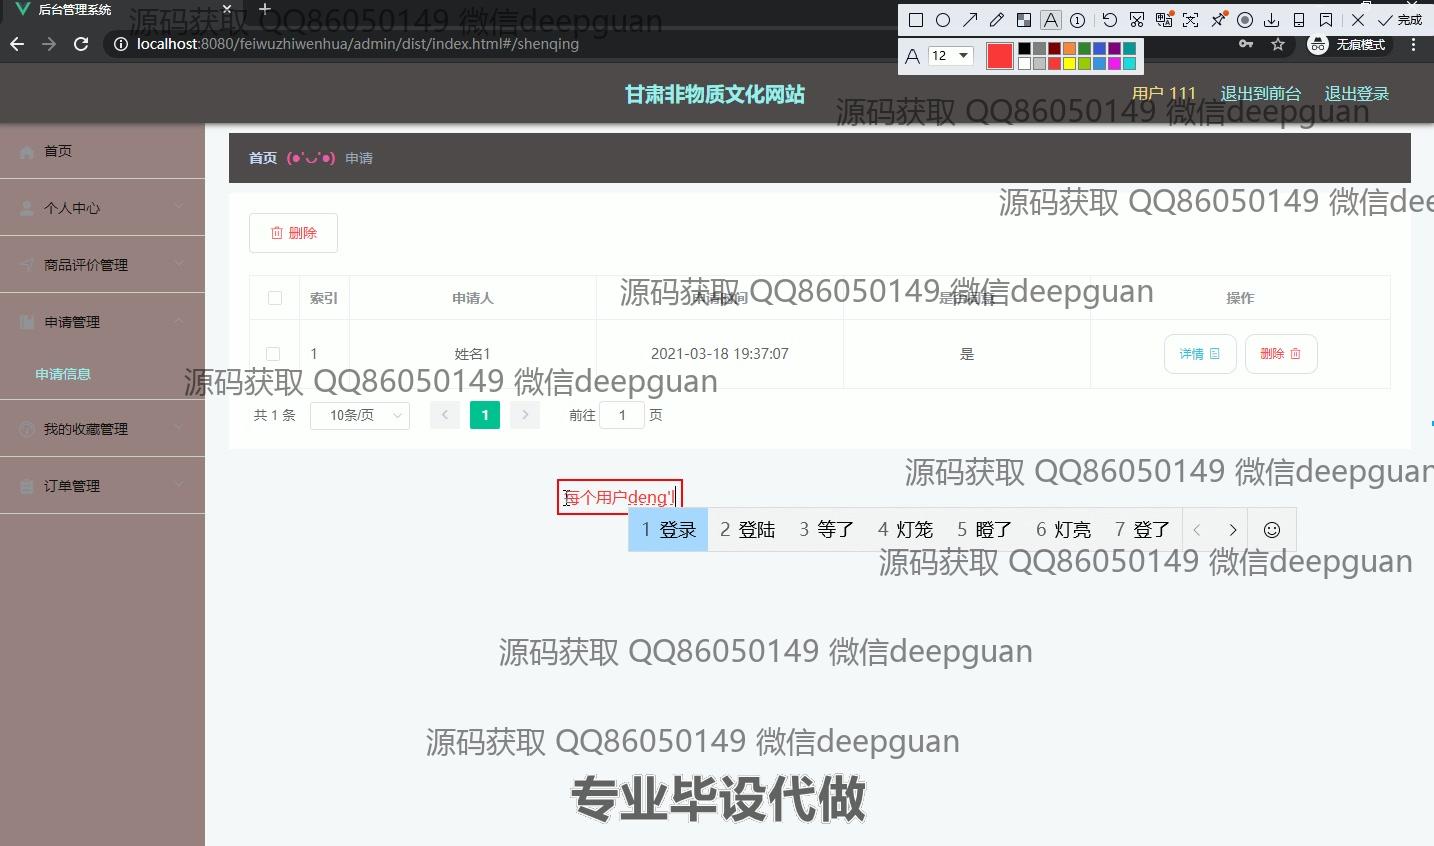 后台管理系统
源码获取 QQ86050149 微信deepguan
完成
localhost:8080/feiwuzhiwenhua/admin/dist/index.html#/shenqing
无痕模式
A 12
甘肃非物质文化网站
用户 111 退出到前台 退出登录
源码获取 QQ86050149 微信deepguan
首页
首页 (●'◡'●) 申请
个人中心
源码获取 QQ86050149 微信dee
删除
商品评价管理
索引 申请人 操作
源码获取 QQ86050149 微信deepguan
申请管理
1 姓名1 2021-03-18 19:37:07 是 详情 删除
申请信息
源码获取 QQ86050149 微信deepguan
共 1 条 10条/页 1 前往 1 页
我的收藏管理
源码获取 QQ86050149 微信deepguan
订单管理
每个用户deng'l
1 登录 2 登陆 3 等了 4 灯笼 5 瞪了 6 灯亮 7 登了
源码获取 QQ86050149 微信deepguan
源码获取 QQ86050149 微信deepguan
源码获取 QQ86050149 微信deepguan
专业毕设代做